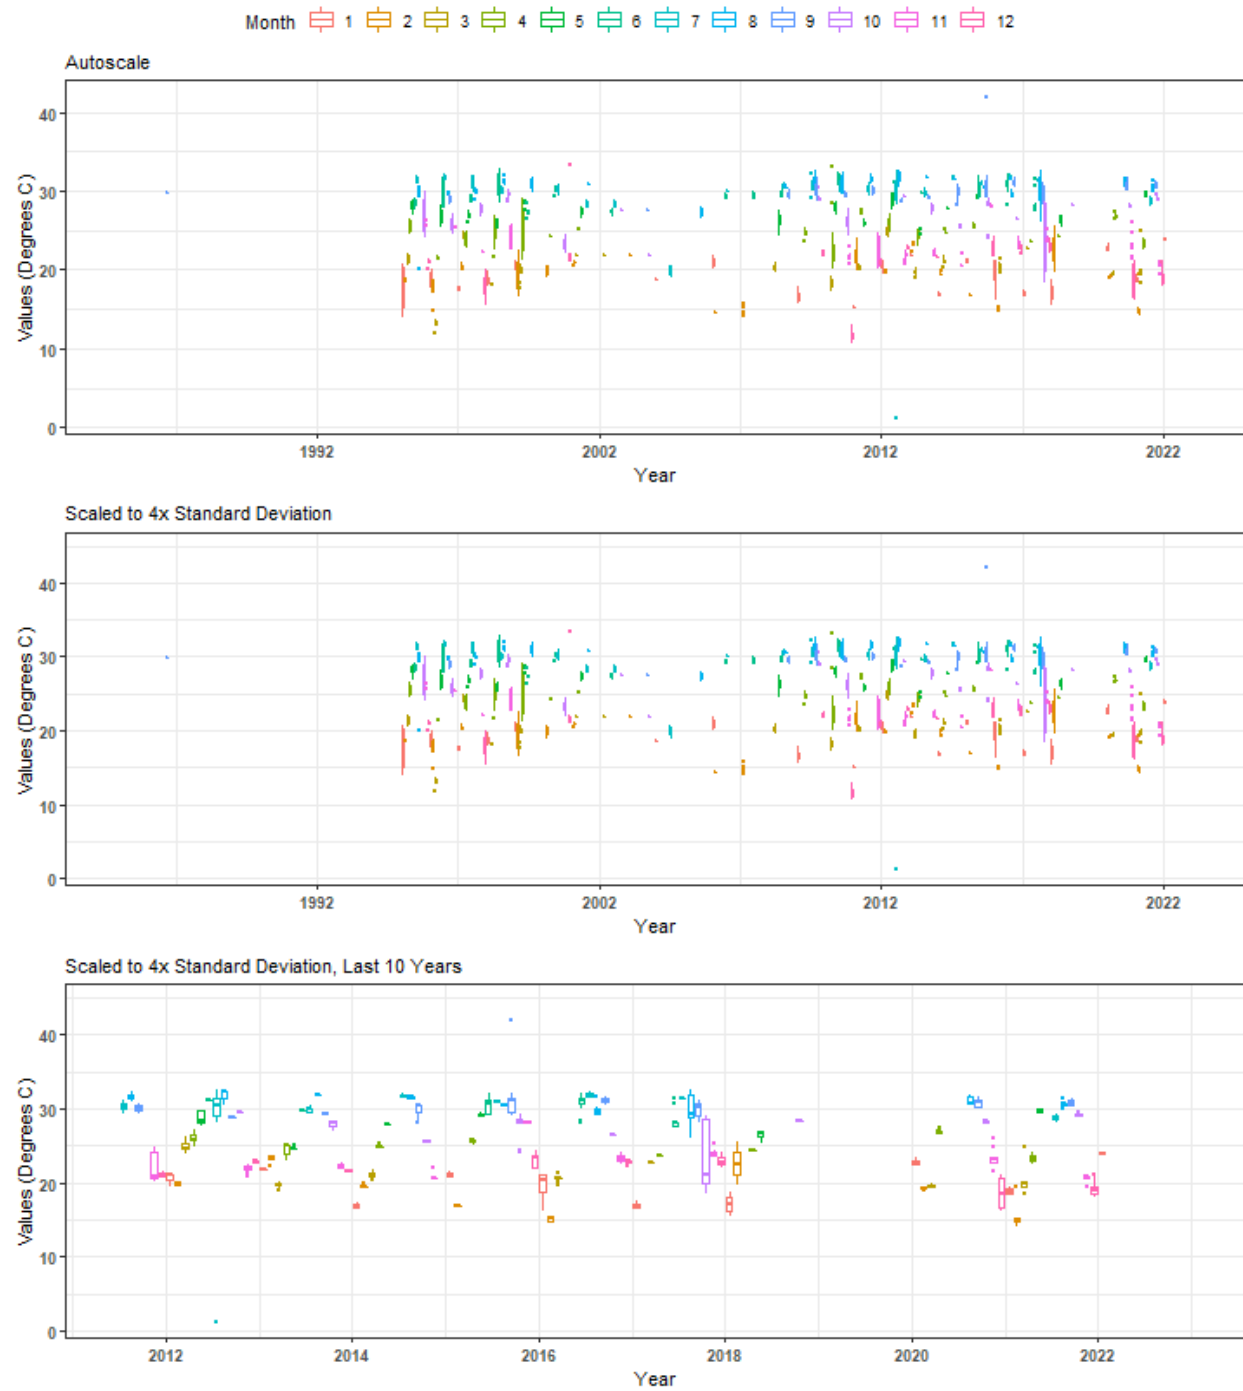 Month 1 2 3 4 5 6 7 8 9 10 11 12
Autoscale
Values (Degrees C)
40
30
20
10
0
1992 2002 2012 2022
Year
Scaled to 4x Standard Deviation
Values (Degrees C)
40
30
20
10
0
1992 2002 2012 2022
Year
Scaled to 4x Standard Deviation, Last 10 Years
Values (Degrees C)
40
30
20
10
0
2012 2014 2016 2018 2020 2022
Year